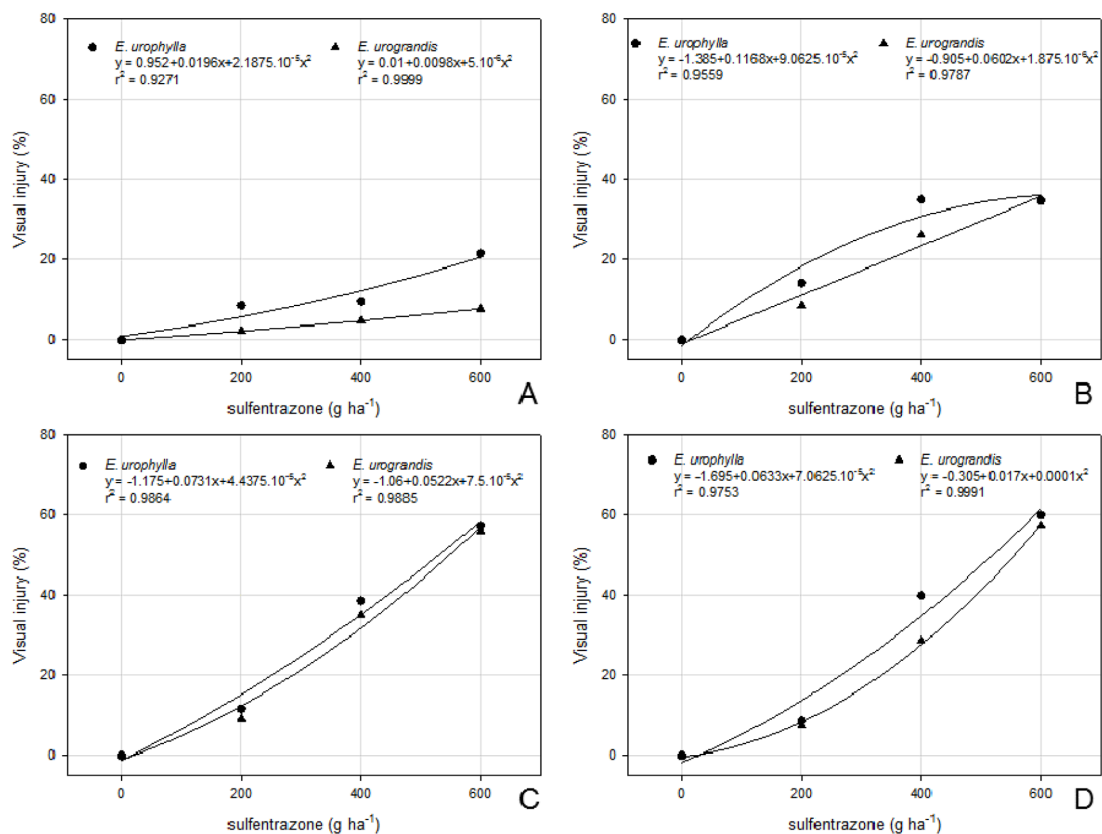 80
60
40
20
0
Visual injury (%)
E. urophylla E. urograndis
y = 0.952+0.0196x+2.1875.10⁻⁵x² y = 0.01+0.0098x+5.10⁻⁶x²
r² = 0.9271 r² = 0.9999
0 200 400 600
sulfentrazone (g ha⁻¹)
A
80
60
40
20
0
Visual injury (%)
E. urophylla E. urograndis
y = -1.385+0.1168x+9.0625.10⁻⁵x² y = -0.905+0.0602x+1.875.10⁻⁶x²
r² = 0.9559 r² = 0.9787
0 200 400 600
sulfentrazone (g ha⁻¹)
B
80
60
40
20
0
Visual injury (%)
E. urophylla E. urograndis
y = -1.175+0.0731x+4.4375.10⁻⁵x² y = -1.06+0.0522x+7.5.10⁻⁵x²
r² = 0.9864 r² = 0.9885
0 200 400 600
sulfentrazone (g ha⁻¹)
C
80
60
40
20
0
Visual injury (%)
E. urophylla E. urograndis
y = -1.695+0.0633x+7.0625.10⁻⁵x² y = -0.305+0.017x+0.0001x²
r² = 0.9753 r² = 0.9991
0 200 400 600
sulfentrazone (g ha⁻¹)
D